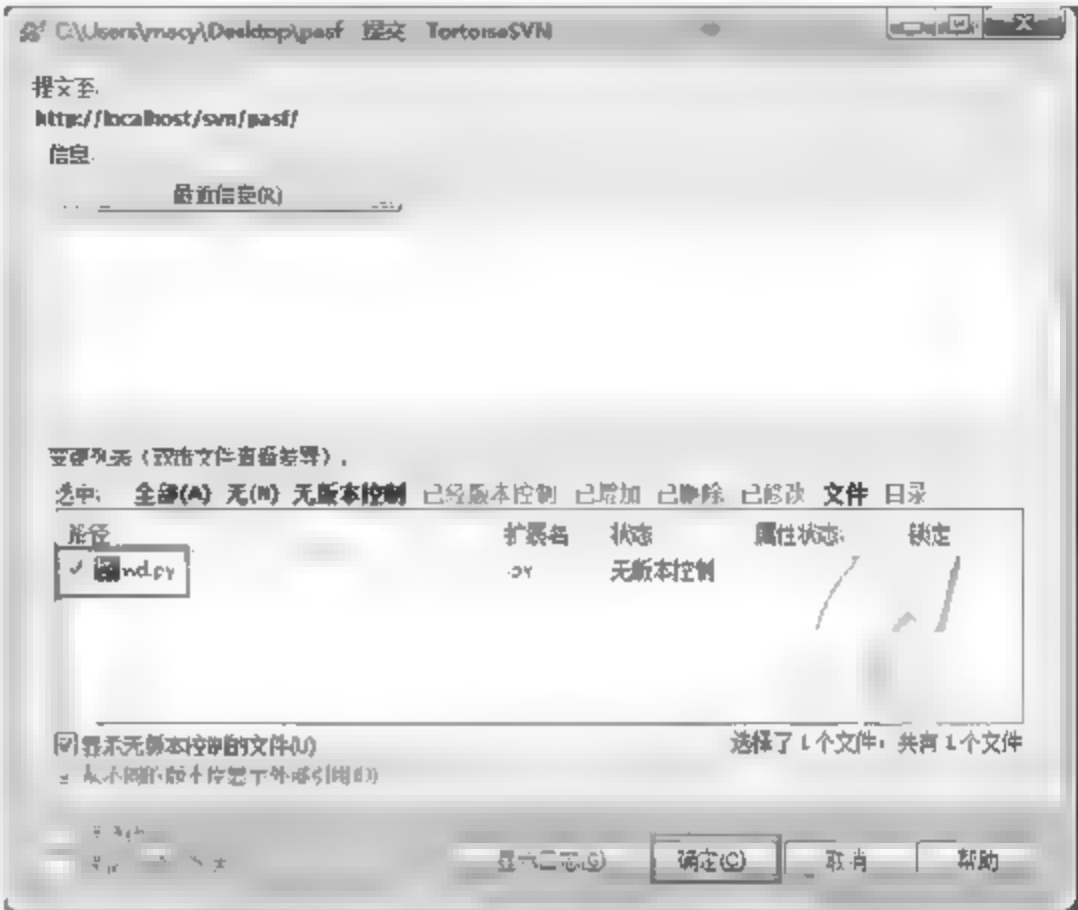 C:\Users\macy\Desktop\pasf 提交 TortoiseSVN
提交至:
http://localhost/svn/pasf/
信息:
最近信息(R)
变更列表（双击文件查看差异）:
选中: 全部(A) 无(N) 无版本控制 已经版本控制 已增加 已删除 已修改 文件 目录
路径 扩展名 状态 属性状态 锁定
nd.py .py 无版本控制
显示无版本控制的文件(U)
选择了 1 个文件，共有 1 个文件
显示日志(G) 确定(O) 取消 帮助